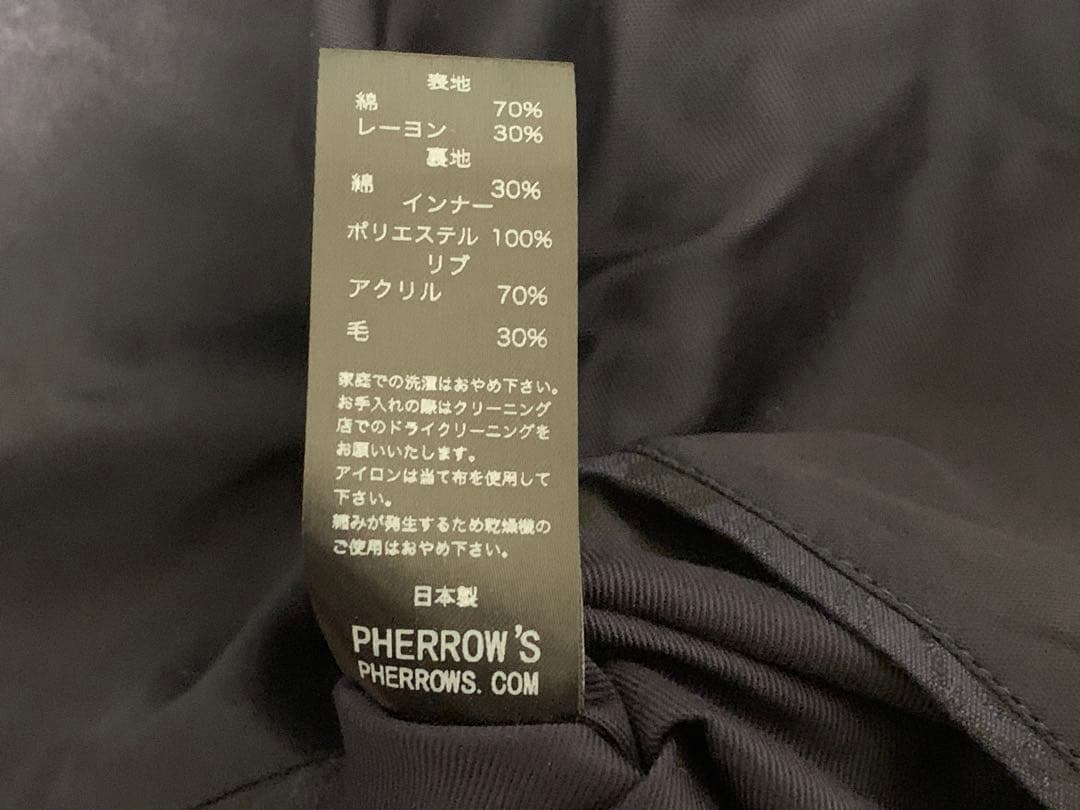 表地
綿 70%
レーヨン 30%
裏地
綿 30%
インナー
ポリエステル 100%
リブ
アクリル 70%
毛 30%
家庭での洗濯はおやめ下さい。
お手入れの際はクリーニング
店でのドライクリーニングを
お願いいたします。
アイロンは当て布を使用して
下さい。
縮みが発生するため乾燥機の
ご使用はおやめ下さい。
日本製
PHERROW'S
PHERROWS. COM